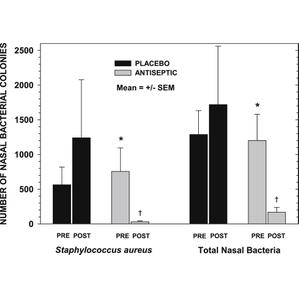 NUMBER OF NASAL BACTERIAL COLONIES
2500
2000
1500
1000
500
0
PLACEBO
ANTISEPTIC
Mean = +/- SEM
*
†
*
†
PRE POST PRE POST PRE POST PRE POST
Staphylococcus aureus Total Nasal Bacteria